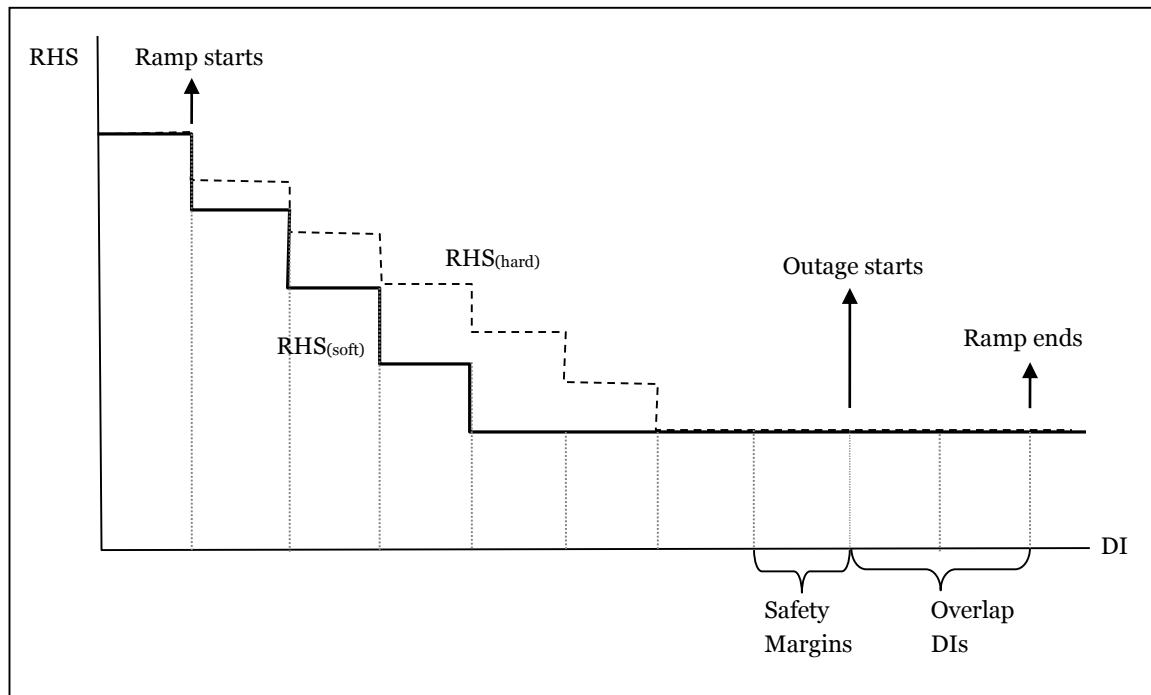 RHS
Ramp starts
RHS(hard)
Outage starts
RHS(soft)
Ramp ends
DI
Safety
Margins
Overlap
DIs